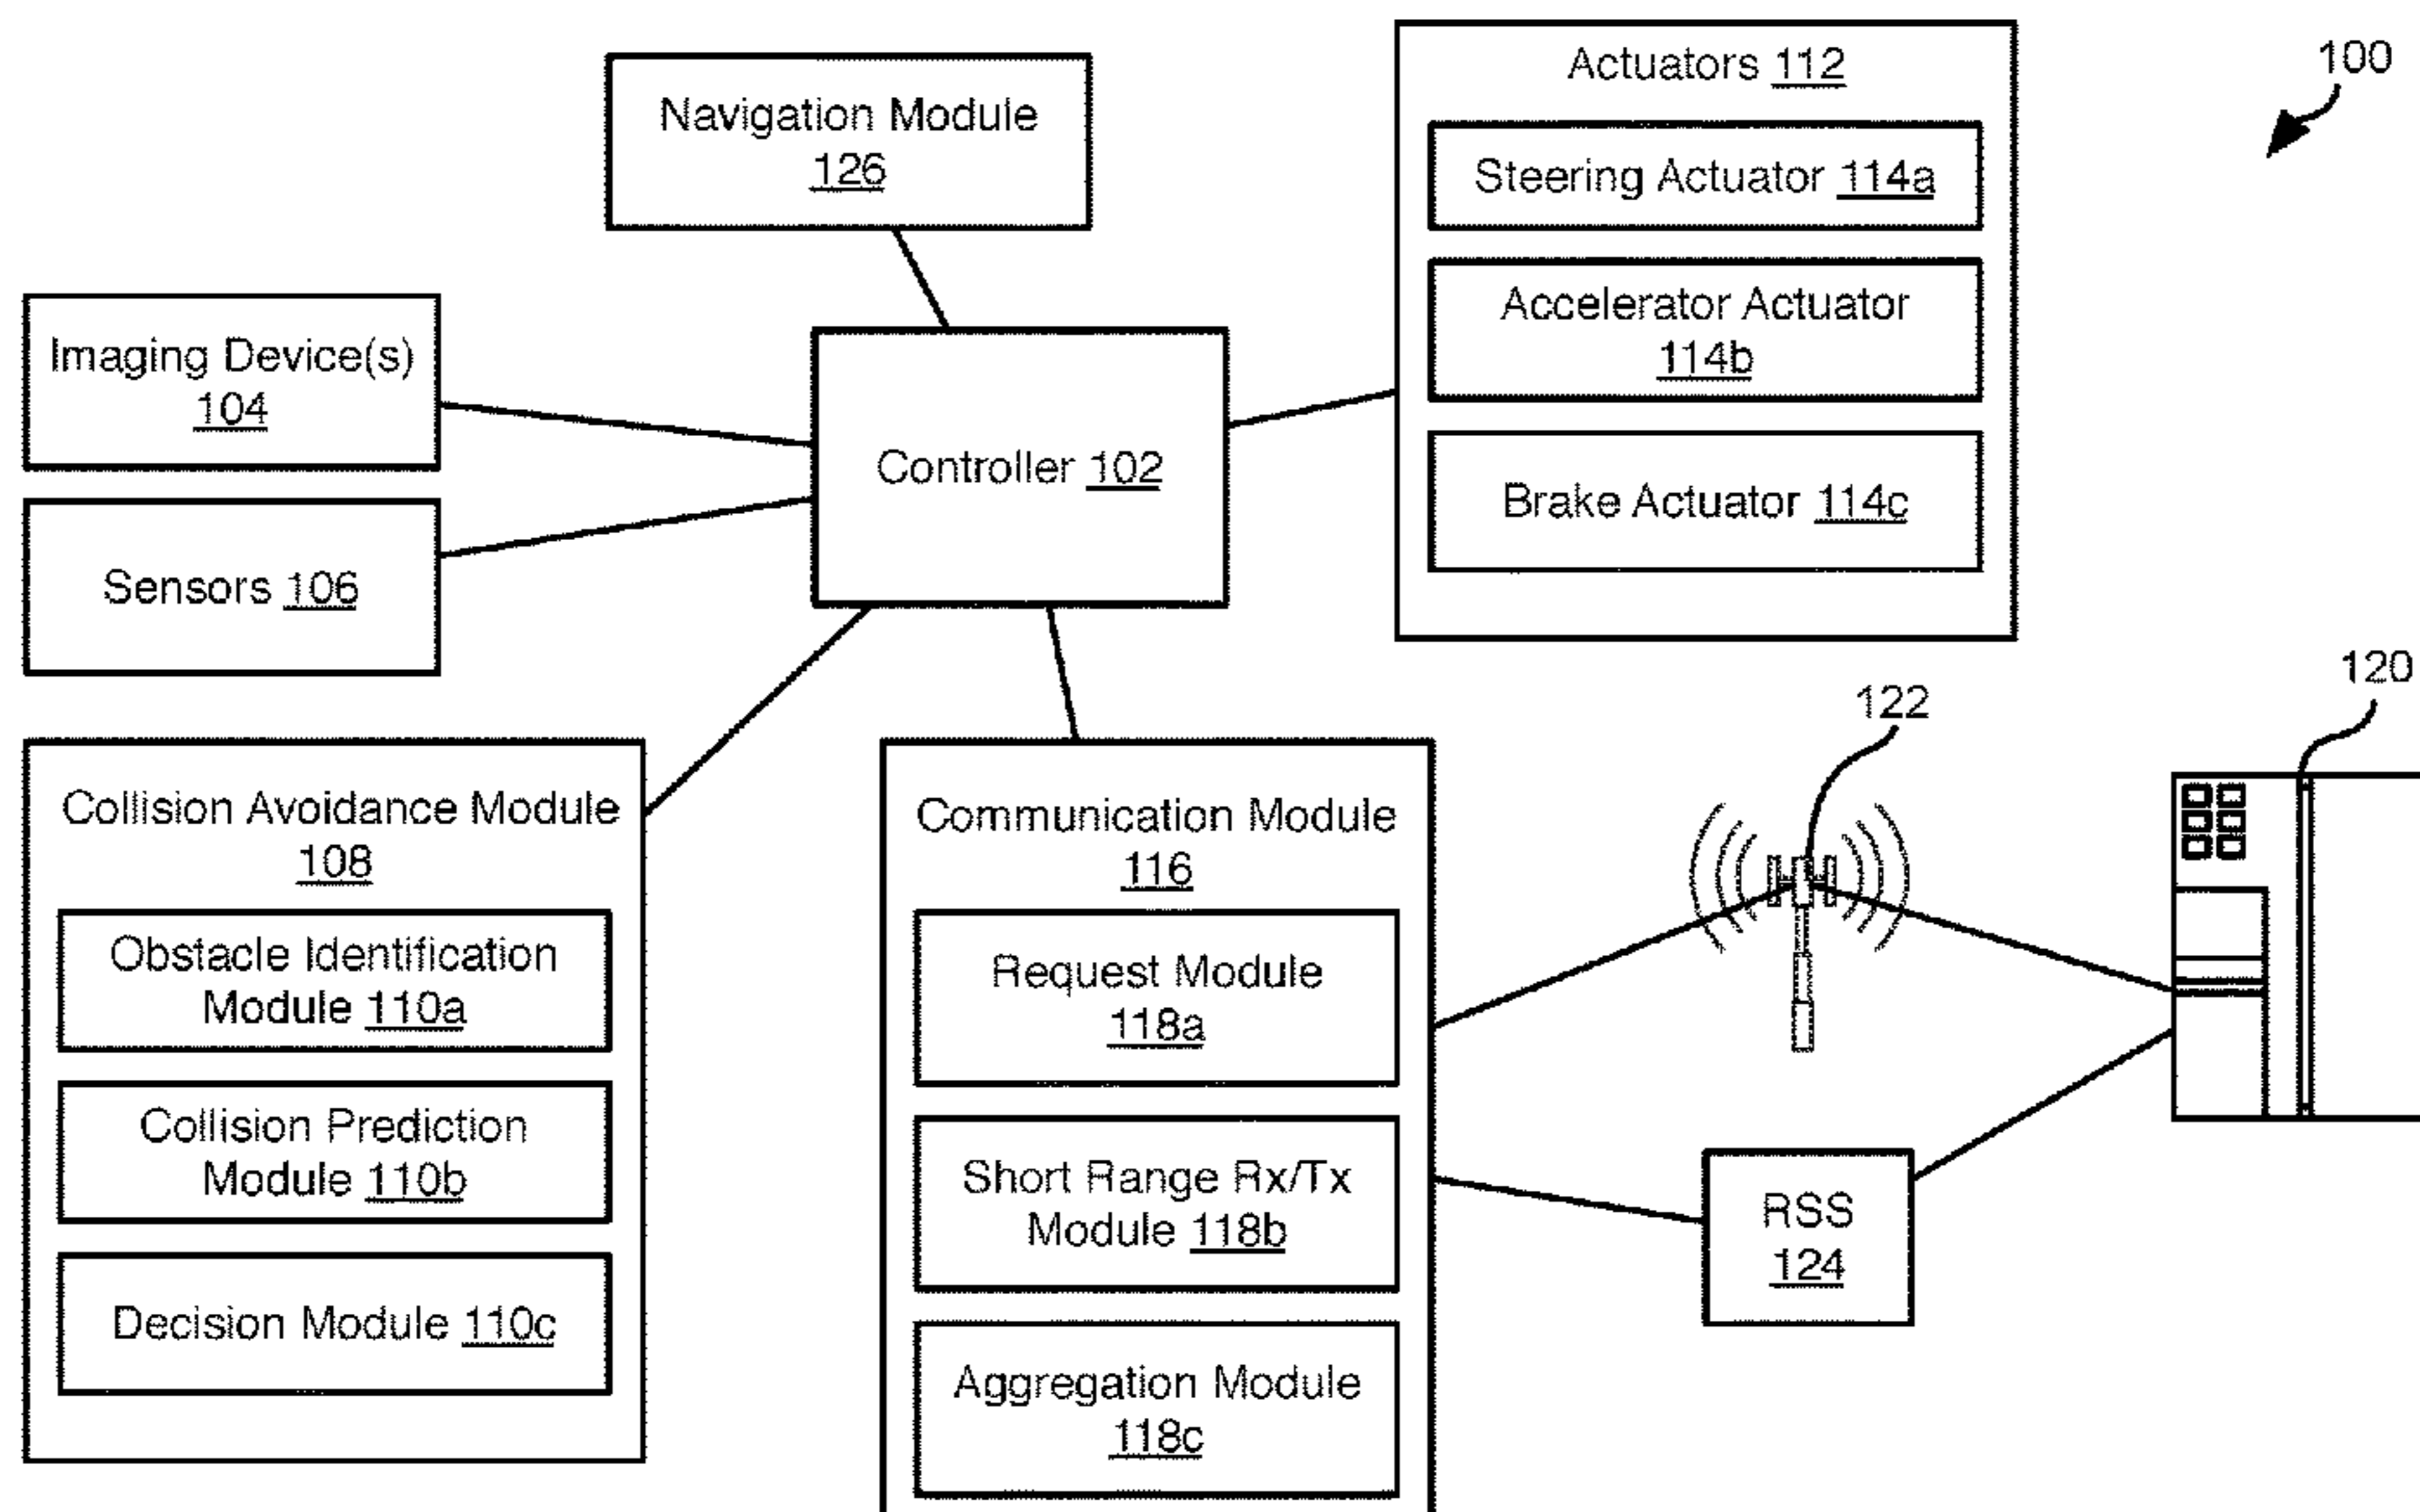 100
Navigation Module
126
Actuators 112
Steering Actuator 114a
Accelerator Actuator
114b
Brake Actuator 114c
Imaging Device(s)
104
Controller 102
Sensors 106
Collision Avoidance Module
108
Obstacle Identification
Module 110a
Collision Prediction
Module 110b
Decision Module 110c
Communication Module
116
Request Module
118a
Short Range Rx/Tx
Module 118b
Aggregation Module
118c
122
120
RSS
124